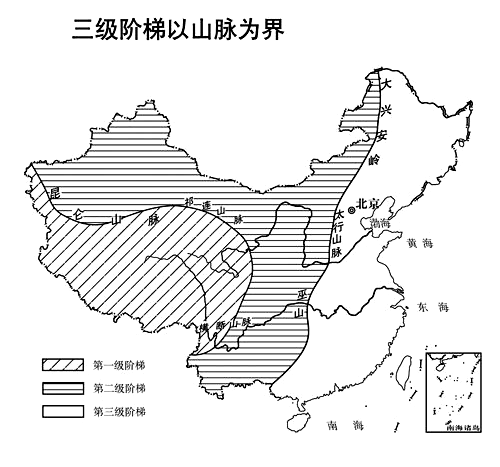 三级阶梯以山脉为界
大兴安岭
昆仑山脉
祁连山脉
北京
太行山脉
渤海
黄海
巫山
东海
横断山脉
第一级阶梯
第二级阶梯
第三级阶梯
南海
南海诸岛